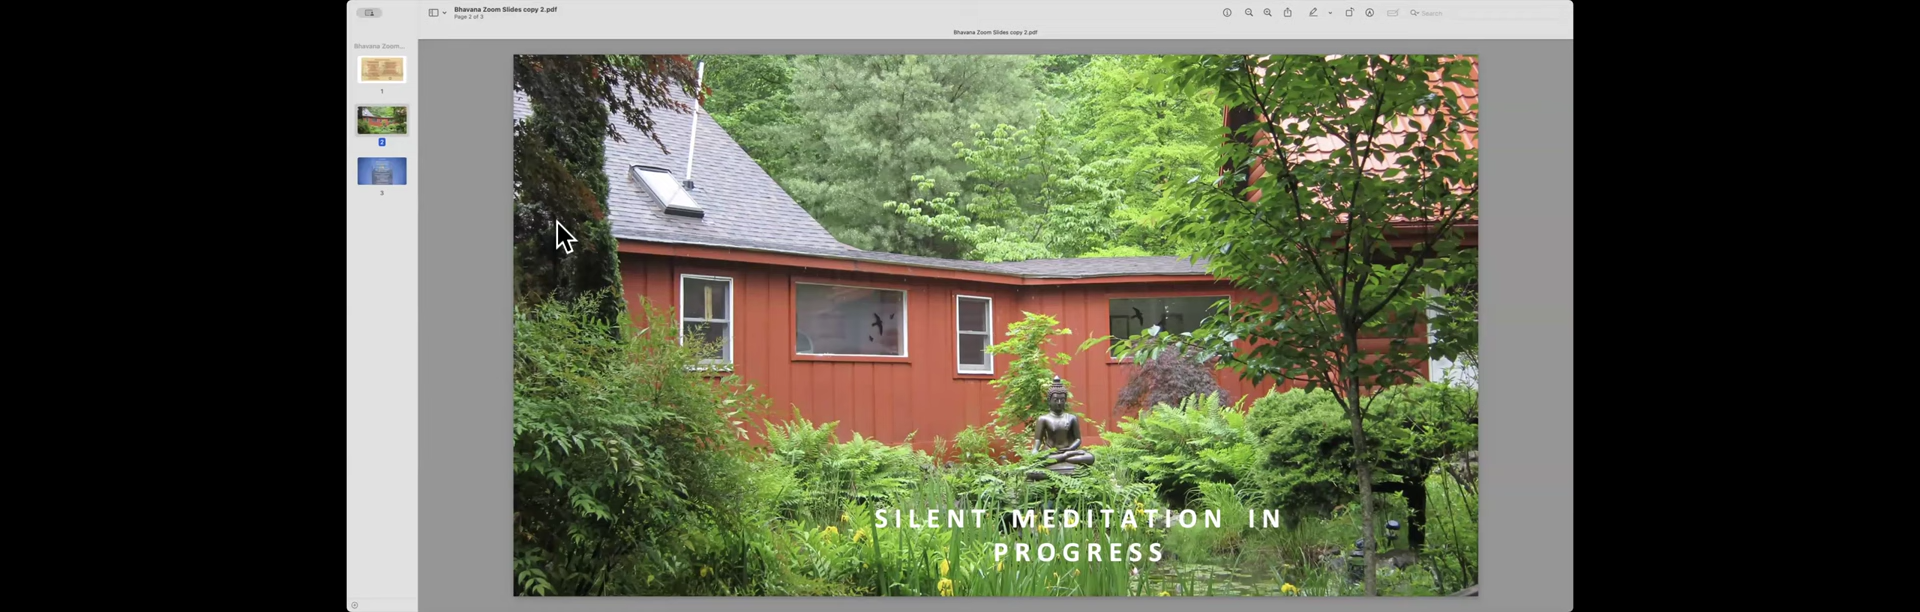 Bhavana Zoom Slides copy 2.pdf
Page 2 of 3
Search
Bhavana Zoom...
Bhavana Zoom Slides copy 2.pdf
1
2
3
SILENT MEDITATION IN
PROGRESS